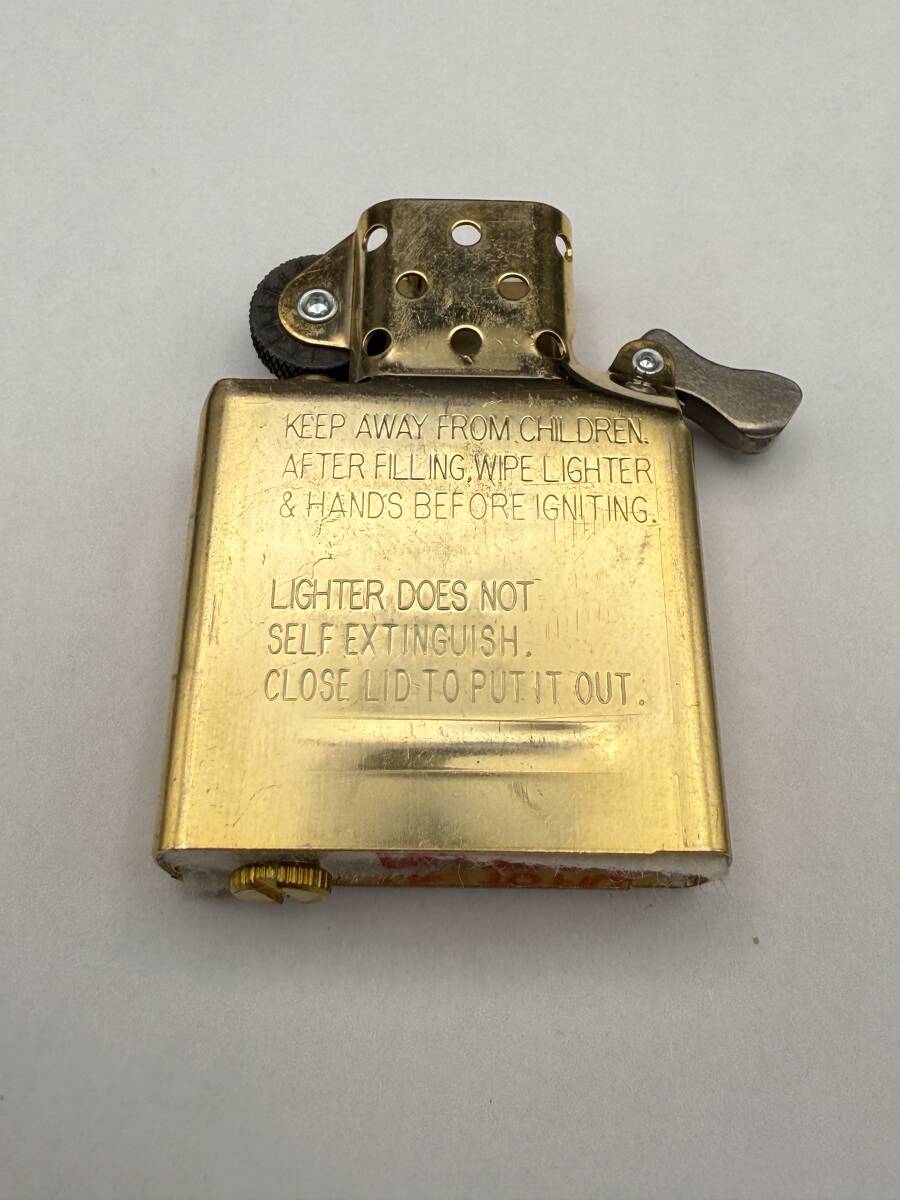 KEEP AWAY FROM CHILDREN.
AFTER FILLING, WIPE LIGHTER
& HANDS BEFORE IGNITING.
LIGHTER DOES NOT
SELF EXTINGUISH.
CLOSE LID TO PUT IT OUT.